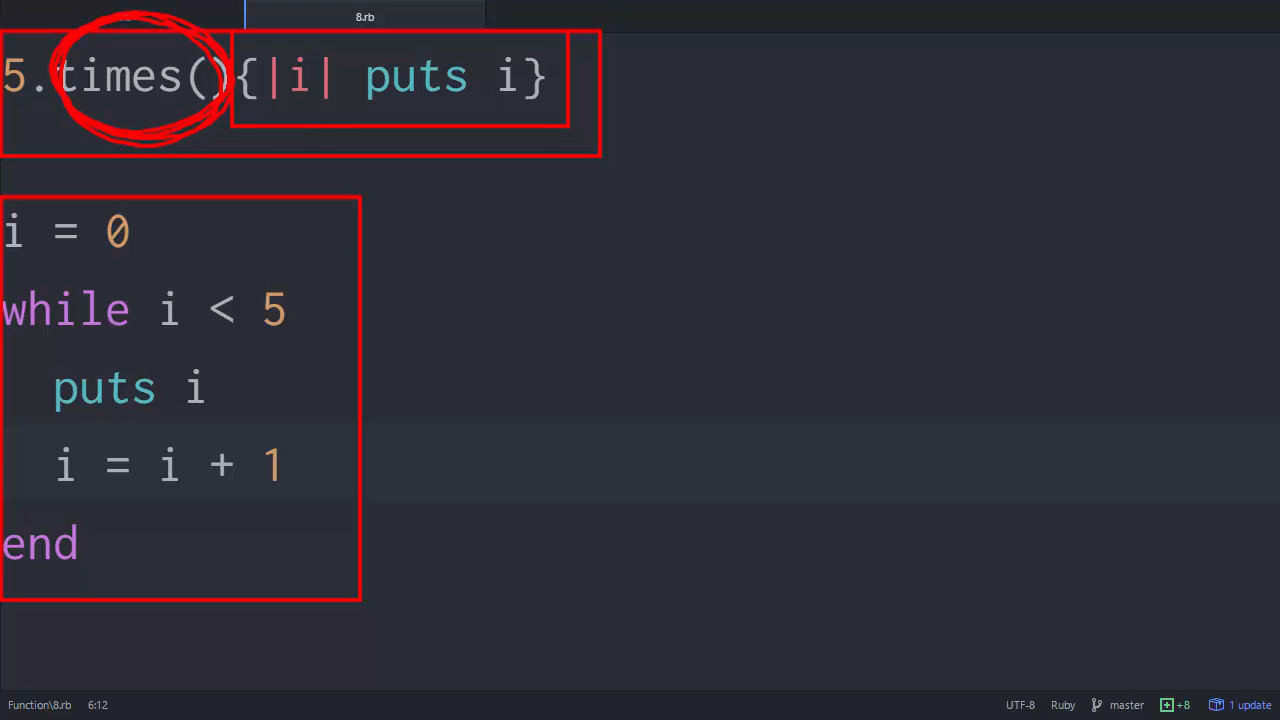 8.rb
5.times(){|i| puts i}
i = 0
while i < 5
puts i
i = i + 1
end
Function\8.rb 6:12 UTF-8 Ruby master +8 1 update